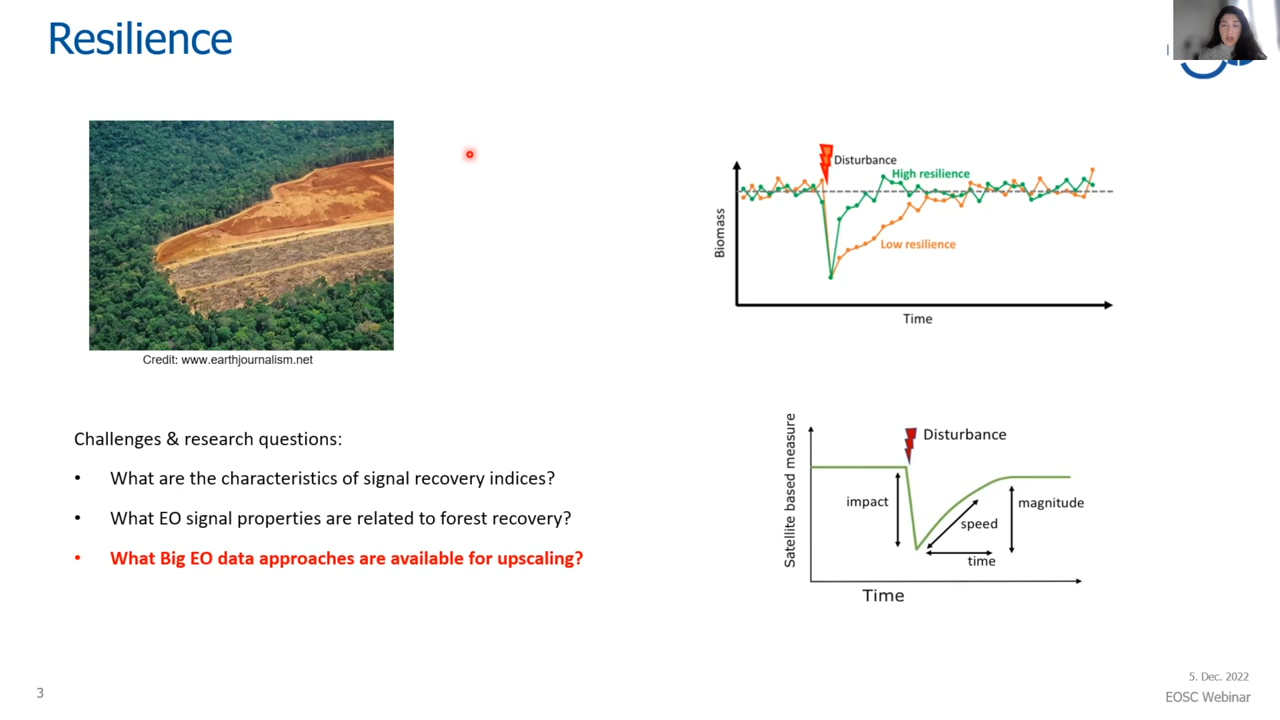 Resilience
Credit: www.earthjournalism.net
Disturbance
High resilience
Low resilience
Biomass
Time
Challenges & research questions:
• What are the characteristics of signal recovery indices?
• What EO signal properties are related to forest recovery?
• What Big EO data approaches are available for upscaling?
Disturbance
Satellite based measure
impact
magnitude
speed
time
Time
3
5. Dec. 2022
EOSC Webinar